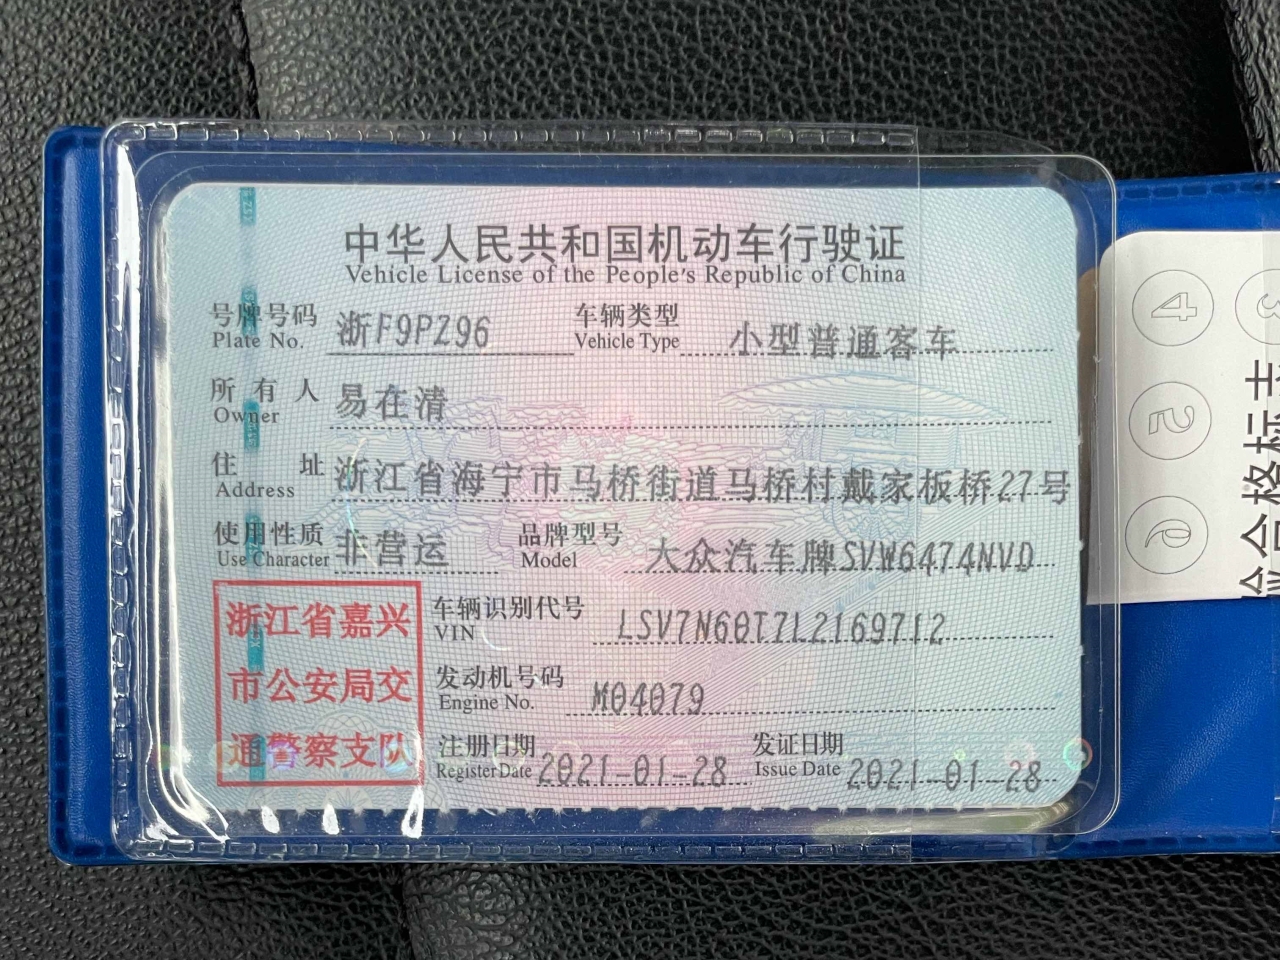 中华人民共和国机动车行驶证
Vehicle License of the People's Republic of China
号牌号码 浙F9PZ96 车辆类型 小型普通客车
Plate No. Vehicle Type
所有人 易在清
Owner
住址 浙江省海宁市马桥街道马桥村戴家板桥27号
Address
使用性质 非营运 品牌型号 大众汽车牌SVW6474NVD
Use Character Model
浙江省嘉兴
市公安局交
通警察支队
车辆识别代号 LSV7N60T7L2169712
VIN
发动机号码 M04079
Engine No.
注册日期 2021-01-28 发证日期 2021-01-28
Register Date Issue Date
3
4
5
合格标志